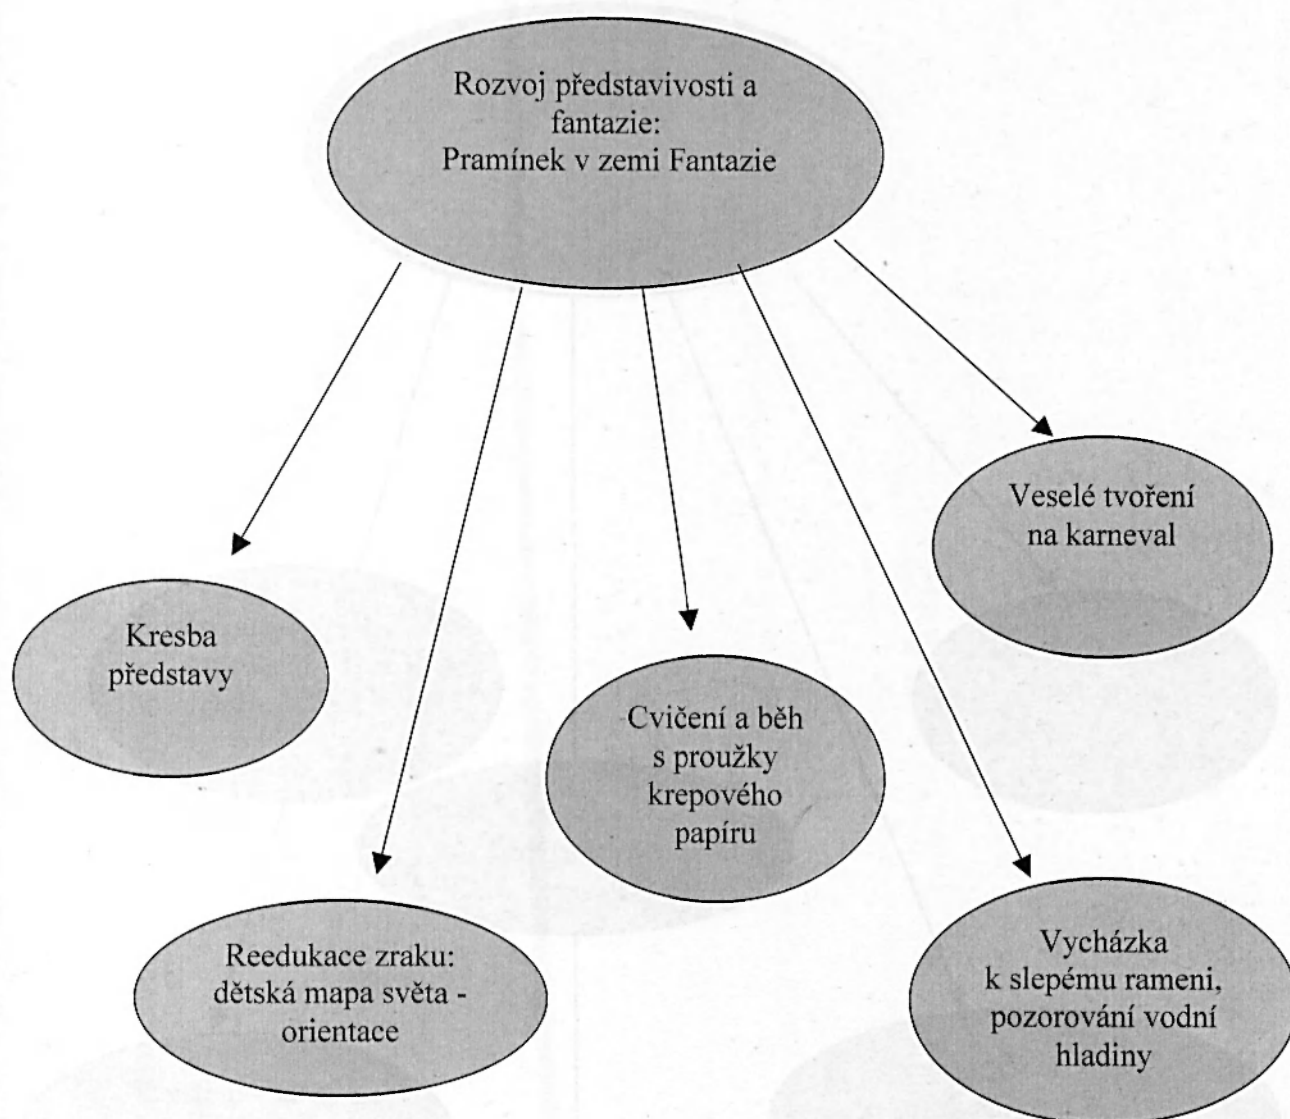 Rozvoj představivosti a
fantazie:
Pramínek v zemi Fantazie
Veselé tvoření
na karneval
Kresba
představy
Cvičení a běh
s proužky
krepového
papíru
Reedukace zraku:
dětská mapa světa -
orientace
Vycházka
k slepému rameni,
pozorování vodní
hladiny